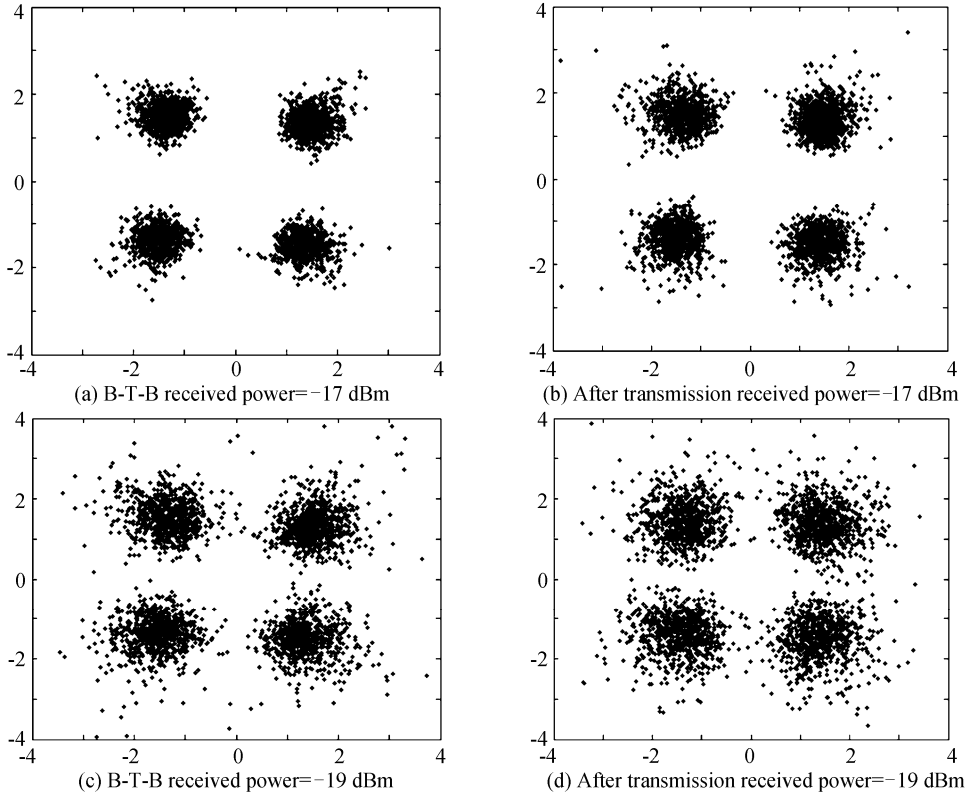 4
2
0
-2
-4
-4 -2 0 2 4
(a) B-T-B received power=−17 dBm
4
2
0
-2
-4
-4 -2 0 2 4
(b) After transmission received power=−17 dBm
4
2
0
-2
-4
-4 -2 0 2 4
(c) B-T-B received power=−19 dBm
4
2
0
-2
-4
-4 -2 0 2 4
(d) After transmission received power=−19 dBm